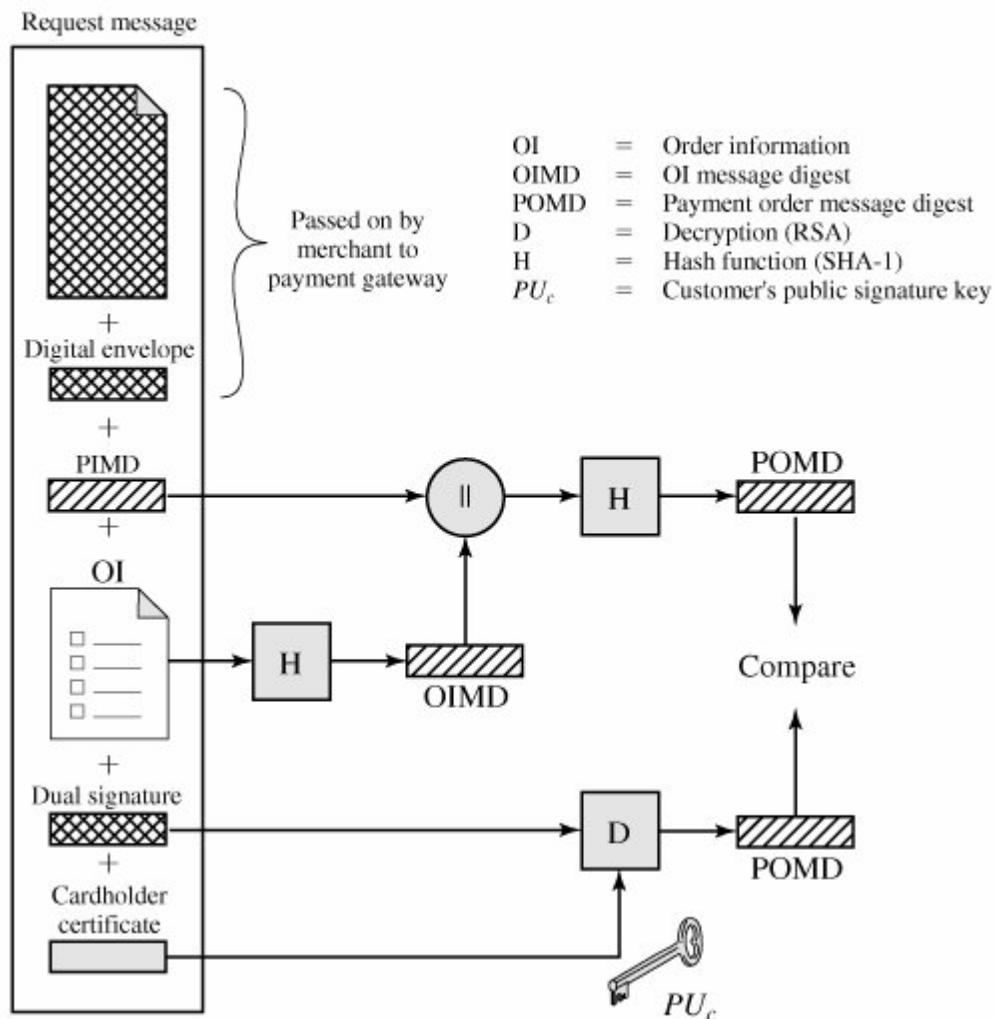 Request message
+
Digital envelope
+
PIMD
+
OI
+
Dual signature
+
Cardholder
certificate
Passed on by
merchant to
payment gateway
OI = Order information
OIMD = OI message digest
POMD = Payment order message digest
D = Decryption (RSA)
H = Hash function (SHA-1)
PUc = Customer's public signature key
||
H
POMD
H
OIMD
Compare
D
POMD
PUc